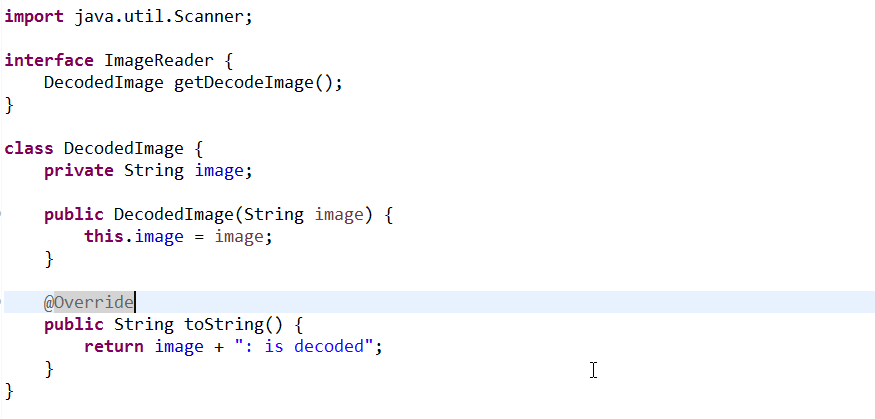 import java.util.Scanner;
interface ImageReader {
    DecodedImage getDecodeImage();
}
class DecodedImage {
    private String image;
    public DecodedImage(String image) {
        this.image = image;
    }
    @Override
    public String toString() {
        return image + ": is decoded";
    }
}